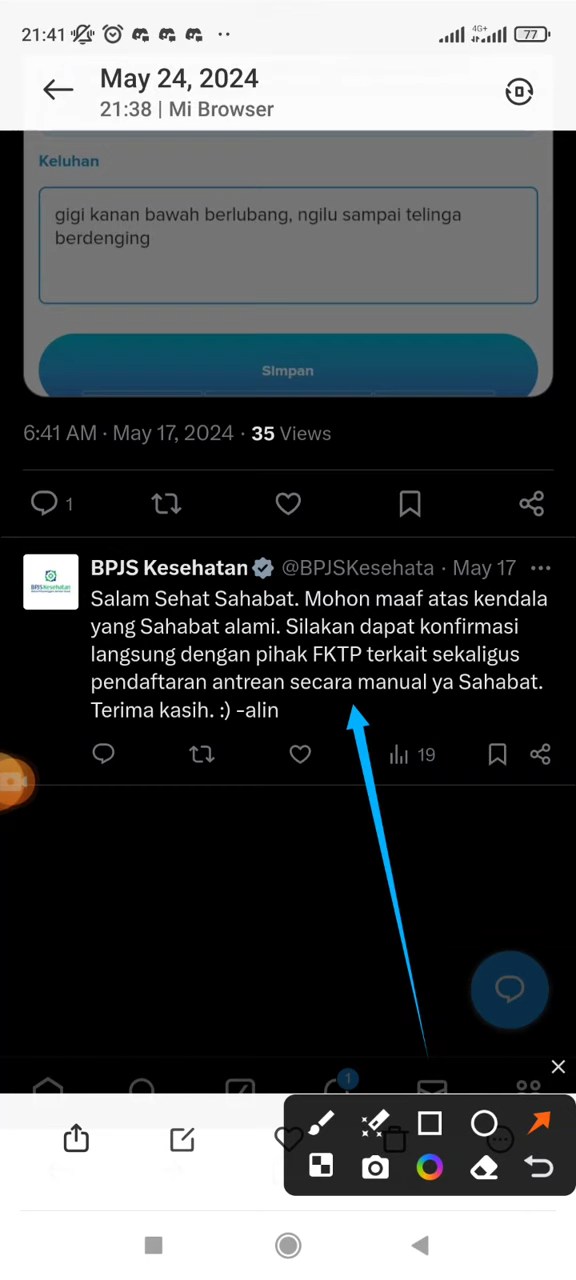 21:41
4G+
77
May 24, 2024
21:38 | Mi Browser
Keluhan
gigi kanan bawah berlubang, ngilu sampai telinga
berdenging
Simpan
6:41 AM · May 17, 2024 · 35 Views
1
BPJS Kesehatan @BPJSKesehata · May 17
Salam Sehat Sahabat. Mohon maaf atas kendala
yang Sahabat alami. Silakan dapat konfirmasi
langsung dengan pihak FKTP terkait sekaligus
pendaftaran antrean secara manual ya Sahabat.
Terima kasih. :) -alin
19
1